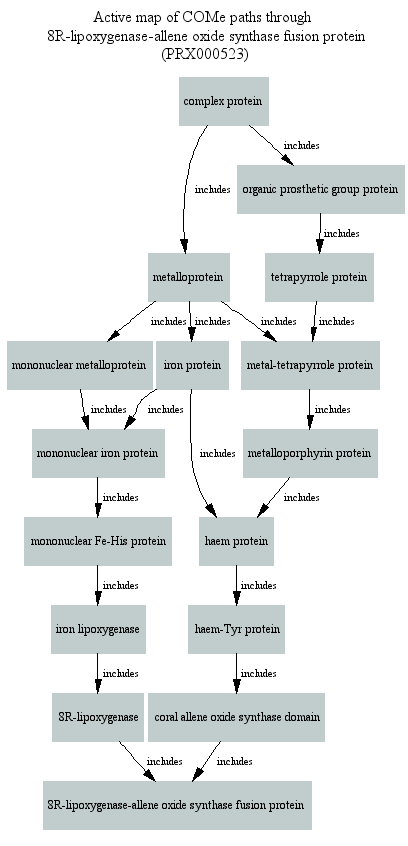 Active map of COMe paths through
8R-lipoxygenase-allene oxide synthase fusion protein
(PRX000523)
complex protein
includes
organic prosthetic group protein
includes
includes
metalloprotein
tetrapyrrole protein
includes
includes
includes
includes
mononuclear metalloprotein
iron protein
metal-tetrapyrrole protein
includes
includes
includes
mononuclear iron protein
includes
metalloporphyrin protein
includes
includes
mononuclear Fe-His protein
haem protein
includes
includes
iron lipoxygenase
haem-Tyr protein
includes
includes
8R-lipoxygenase
coral allene oxide synthase domain
includes
includes
8R-lipoxygenase-allene oxide synthase fusion protein